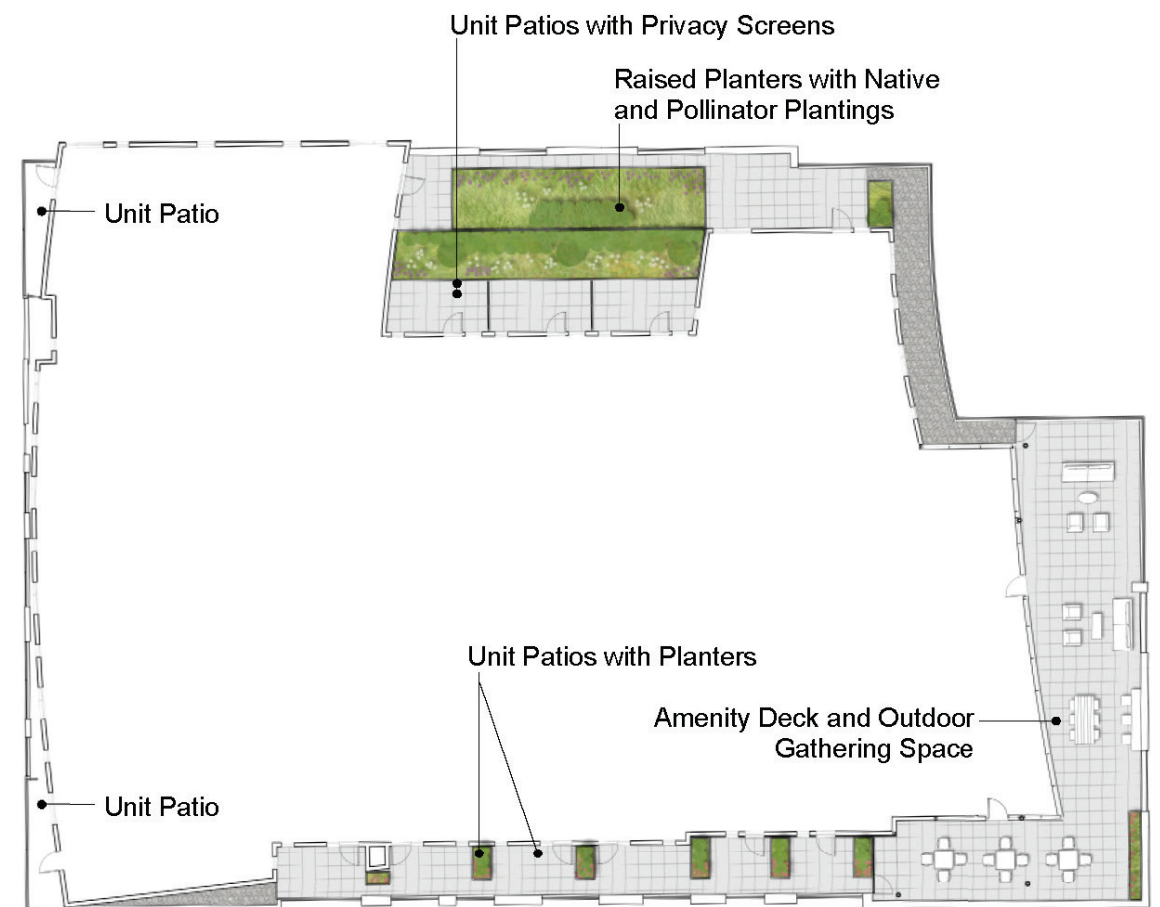 Unit Patios with Privacy Screens
Raised Planters with Native
and Pollinator Plantings
Unit Patio
Unit Patios with Planters
Amenity Deck and Outdoor
Gathering Space
Unit Patio